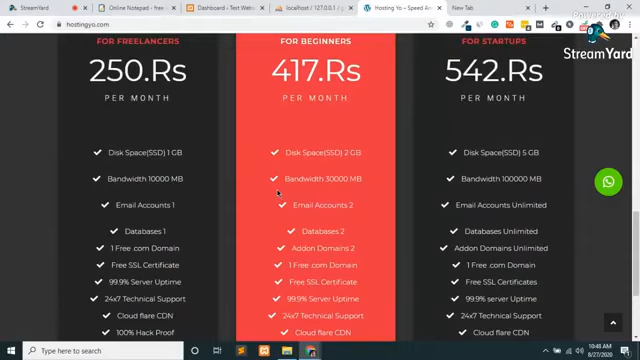 StreamYard
Online Notepad - free
Dashboard - Test Web
localhost / 127.0.0.1 /
Hosting Yo – Speed An
New Tab
hostingyo.com
Powered by
StreamYard
FOR FREELANCERS
250.Rs
PER MONTH
Disk Space(SSD) 1 GB
Bandwidth 10000 MB
Email Accounts 1
Databases 1
1 Free .com Domain
Free SSL Certificate
99.9% Server Uptime
24x7 Technical Support
Cloud flare CDN
100% Hack Proof
FOR BEGINNERS
417.Rs
PER MONTH
Disk Space(SSD) 2 GB
Bandwidth 30000 MB
Email Accounts 2
Databases 2
Addon Domains 2
1 Free .com Domain
Free SSL Certificate
99.9% Server Uptime
24x7 Technical Support
Cloud flare CDN
FOR STARTUPS
542.Rs
PER MONTH
Disk Space(SSD) 5 GB
Bandwidth 100000 MB
Email Accounts Unlimited
Databases Unlimited
Addon Domains Unlimited
1 Free .com Domain
Free SSL Certificates
99.9% server Uptime
24x7 Technical Support
Cloud flare CDN
Type here to search
10:48 AM
8/27/2020